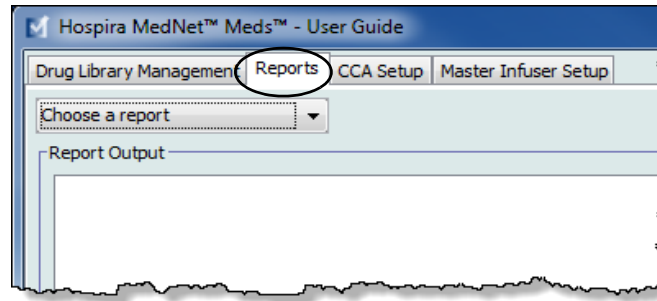 Hospira MedNet™ Meds™ - User Guide
Drug Library Management Reports CCA Setup Master Infuser Setup
Choose a report
Report Output